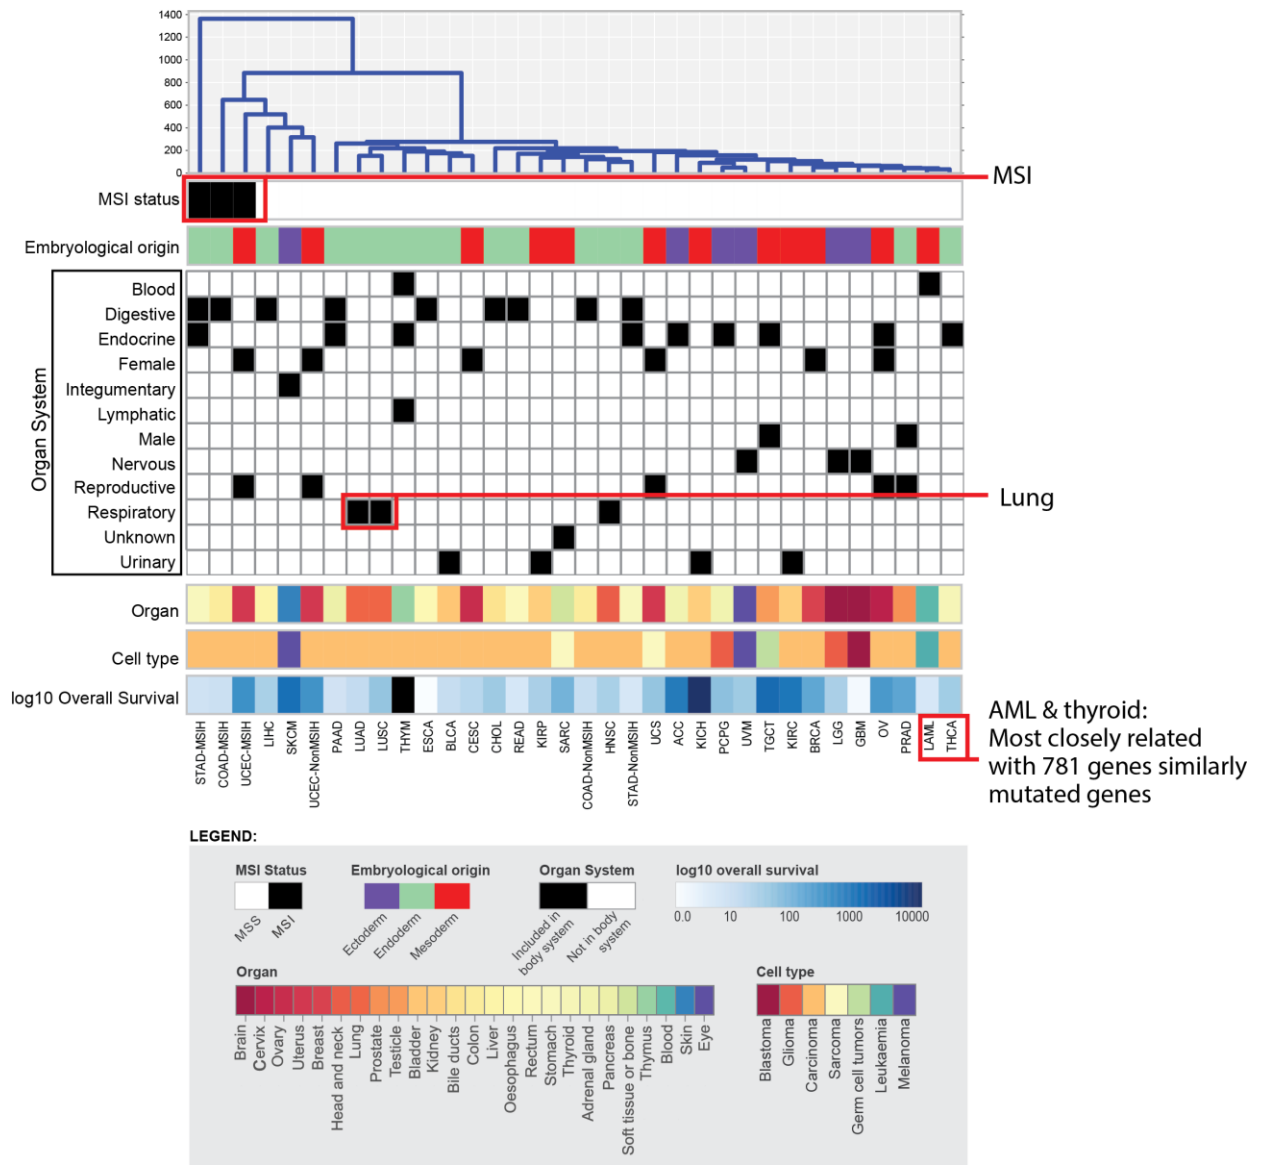 1400
1200
1000
800
600
400
200
0
MSI status
MSI
Embryological origin
Organ System
Blood
Digestive
Endocrine
Female
Integumentary
Lymphatic
Male
Nervous
Reproductive
Respiratory
Unknown
Urinary
Lung
Organ
Cell type
log10 Overall Survival
STAD-MSIH
COAD-MSIH
UCEC-MSIH
LIHC
SKCM
UCEC-NonMSIH
PAAD
LUAD
LUSC
THYM
ESCA
BLCA
CESC
CHOL
READ
KIRP
SARC
COAD-NonMSIH
HNSC
STAD-NonMSIH
UCS
ACC
KICH
PCPG
UVM
TGCT
KIRC
BRCA
LGG
GBM
OV
PRAD
LAML
THCA
AML & thyroid:
Most closely related
with 781 genes similarly
mutated genes
LEGEND:
MSI Status
MSS
MSI
Embryological origin
Ectoderm
Endoderm
Mesoderm
Organ System
Included in
body system
Not in body
system
log10 overall survival
0.0 10 100 1000 10000
Organ
Brain
Cervix
Ovary
Uterus
Breast
Head and neck
Lung
Prostate
Testicle
Bladder
Kidney
Bile ducts
Colon
Liver
Oesophagus
Rectum
Stomach
Thyroid
Adrenal gland
Pancreas
Soft tissue or bone
Thymus
Blood
Skin
Eye
Cell type
Blastoma
Glioma
Carcinoma
Sarcoma
Germ cell tumors
Leukaemia
Melanoma